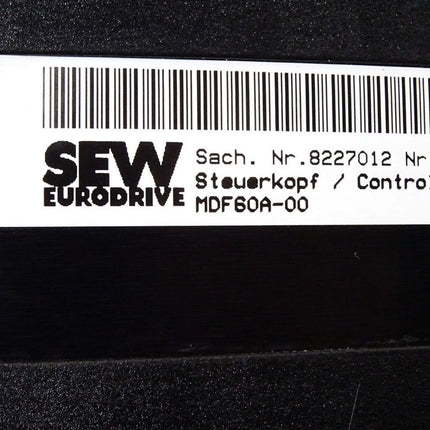 SEW
EURODRIVE
Sach. Nr.8227012 Nr
Steuerkopf / Control
MDF60A-00